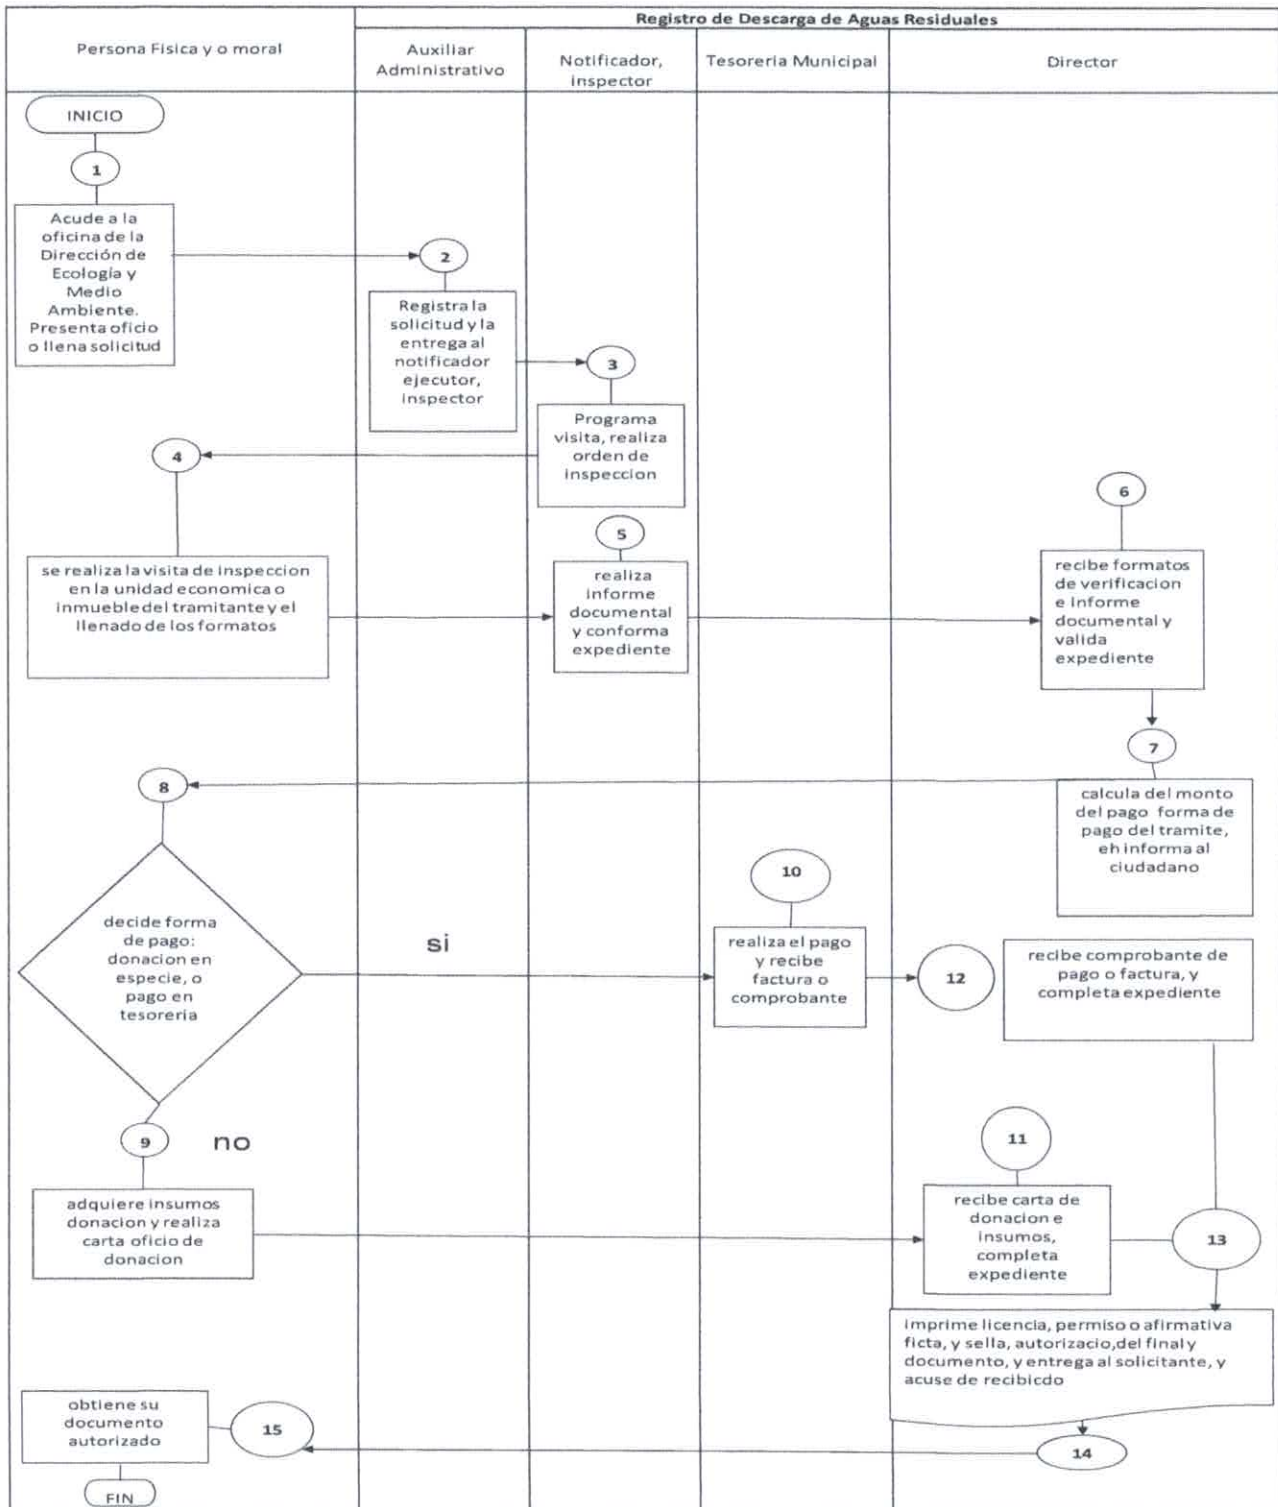 Registro de Descarga de Aguas Residuales
Persona Fisica y o moral
Auxiliar
Administrativo
Notificador,
inspector
Tesoreria Municipal
Director
INICIO
1
Acude a la
oficina de la
Dirección de
Ecología y
Medio
Ambiente.
Presenta oficio
o llena solicitud
2
Registra la
solicitud y la
entrega al
notificador
ejecutor,
inspector
3
Programa
visita, realiza
orden de
inspeccion
4
se realiza la visita de inspeccion
en la unidad economica o
inmueble del tramitante y el
llenado de los formatos
5
realiza
informe
documental
y conforma
expediente
6
recibe formatos
de verificacion
e informe
documental y
valida
expediente
7
calcula del monto
del pago forma de
pago del tramite,
eh informa al
ciudadano
8
decide forma
de pago:
donacion en
especie, o
pago en
tesoreria
si
10
realiza el pago
y recibe
factura o
comprobante
12
recibe comprobante de
pago o factura, y
completa expediente
9
no
adquiere insumos
donacion y realiza
carta oficio de
donacion
11
recibe carta de
donacion e
insumos,
completa
expediente
13
imprime licencia, permiso o afirmativa
ficta, y sella, autorizacio,del final y
documento, y entrega al solicitante, y
acuse de recibicdo
14
15
obtiene su
documento
autorizado
FIN